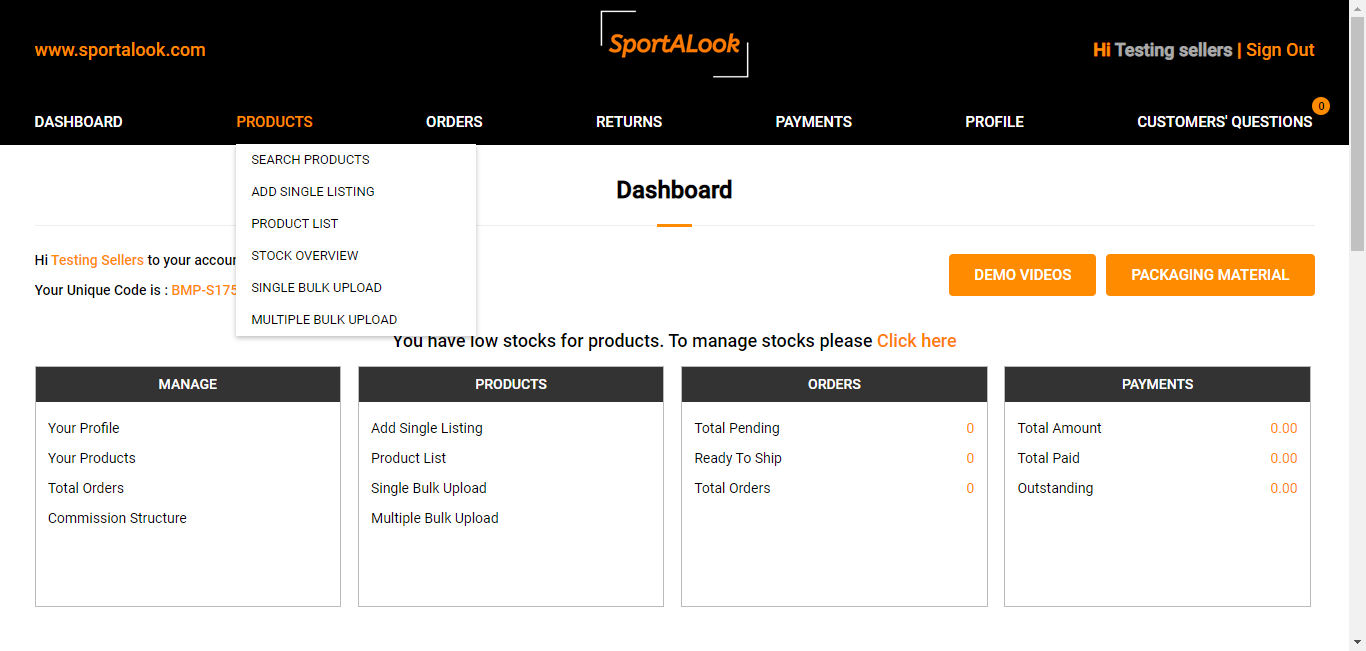 www.sportalook.com
SportALook
Hi Testing sellers | Sign Out
DASHBOARD
PRODUCTS
ORDERS
RETURNS
PAYMENTS
PROFILE
CUSTOMERS' QUESTIONS
0
SEARCH PRODUCTS
ADD SINGLE LISTING
PRODUCT LIST
STOCK OVERVIEW
SINGLE BULK UPLOAD
MULTIPLE BULK UPLOAD
Dashboard
Hi Testing Sellers to your accoun
Your Unique Code is : BMP-S175
DEMO VIDEOS
PACKAGING MATERIAL
You have low stocks for products. To manage stocks please Click here
MANAGE
Your Profile
Your Products
Total Orders
Commission Structure
PRODUCTS
Add Single Listing
Product List
Single Bulk Upload
Multiple Bulk Upload
ORDERS
Total Pending 0
Ready To Ship 0
Total Orders 0
PAYMENTS
Total Amount 0.00
Total Paid 0.00
Outstanding 0.00